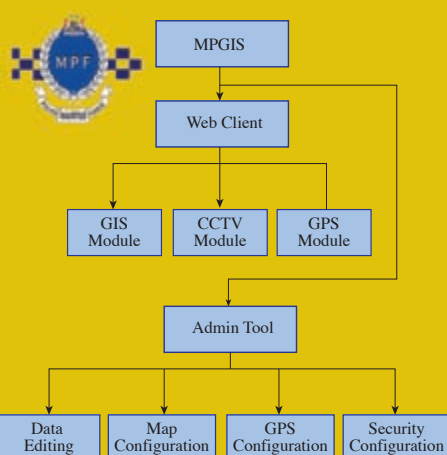 MPF
MPGIS
Web Client
GIS
Module
CCTV
Module
GPS
Module
Admin Tool
Data
Editing
Map
Configuration
GPS
Configuration
Security
Configuration